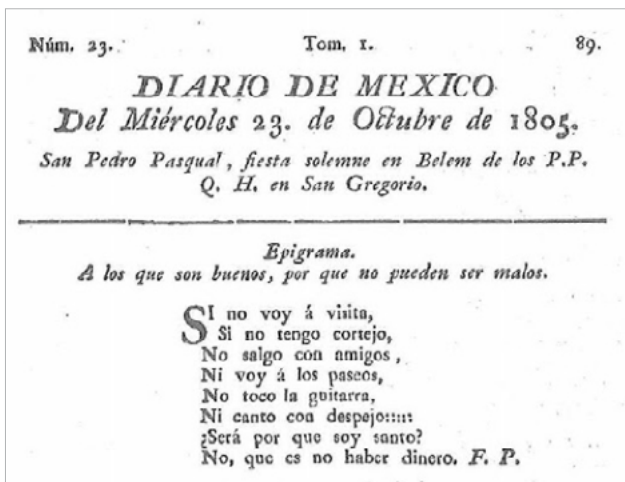 Núm. 23. Tom. 1. 89.
DIARIO DE MEXICO
Del Miércoles 23. de Octubre de 1805.
San Pedro Pasqual, fiesta solemne en Belem de los P.P.
Q. H. en San Gregorio.
Epigrama.
A los que son buenos, por que no pueden ser malos.
SI no voy á visita,
Si no tengo cortejo,
No salgo con amigos,
Ni voy á los paseos,
No toco la guitarra,
Ni canto con despejo:::::
¿Será por que soy santo?
No, que es no haber dinero. F. P.